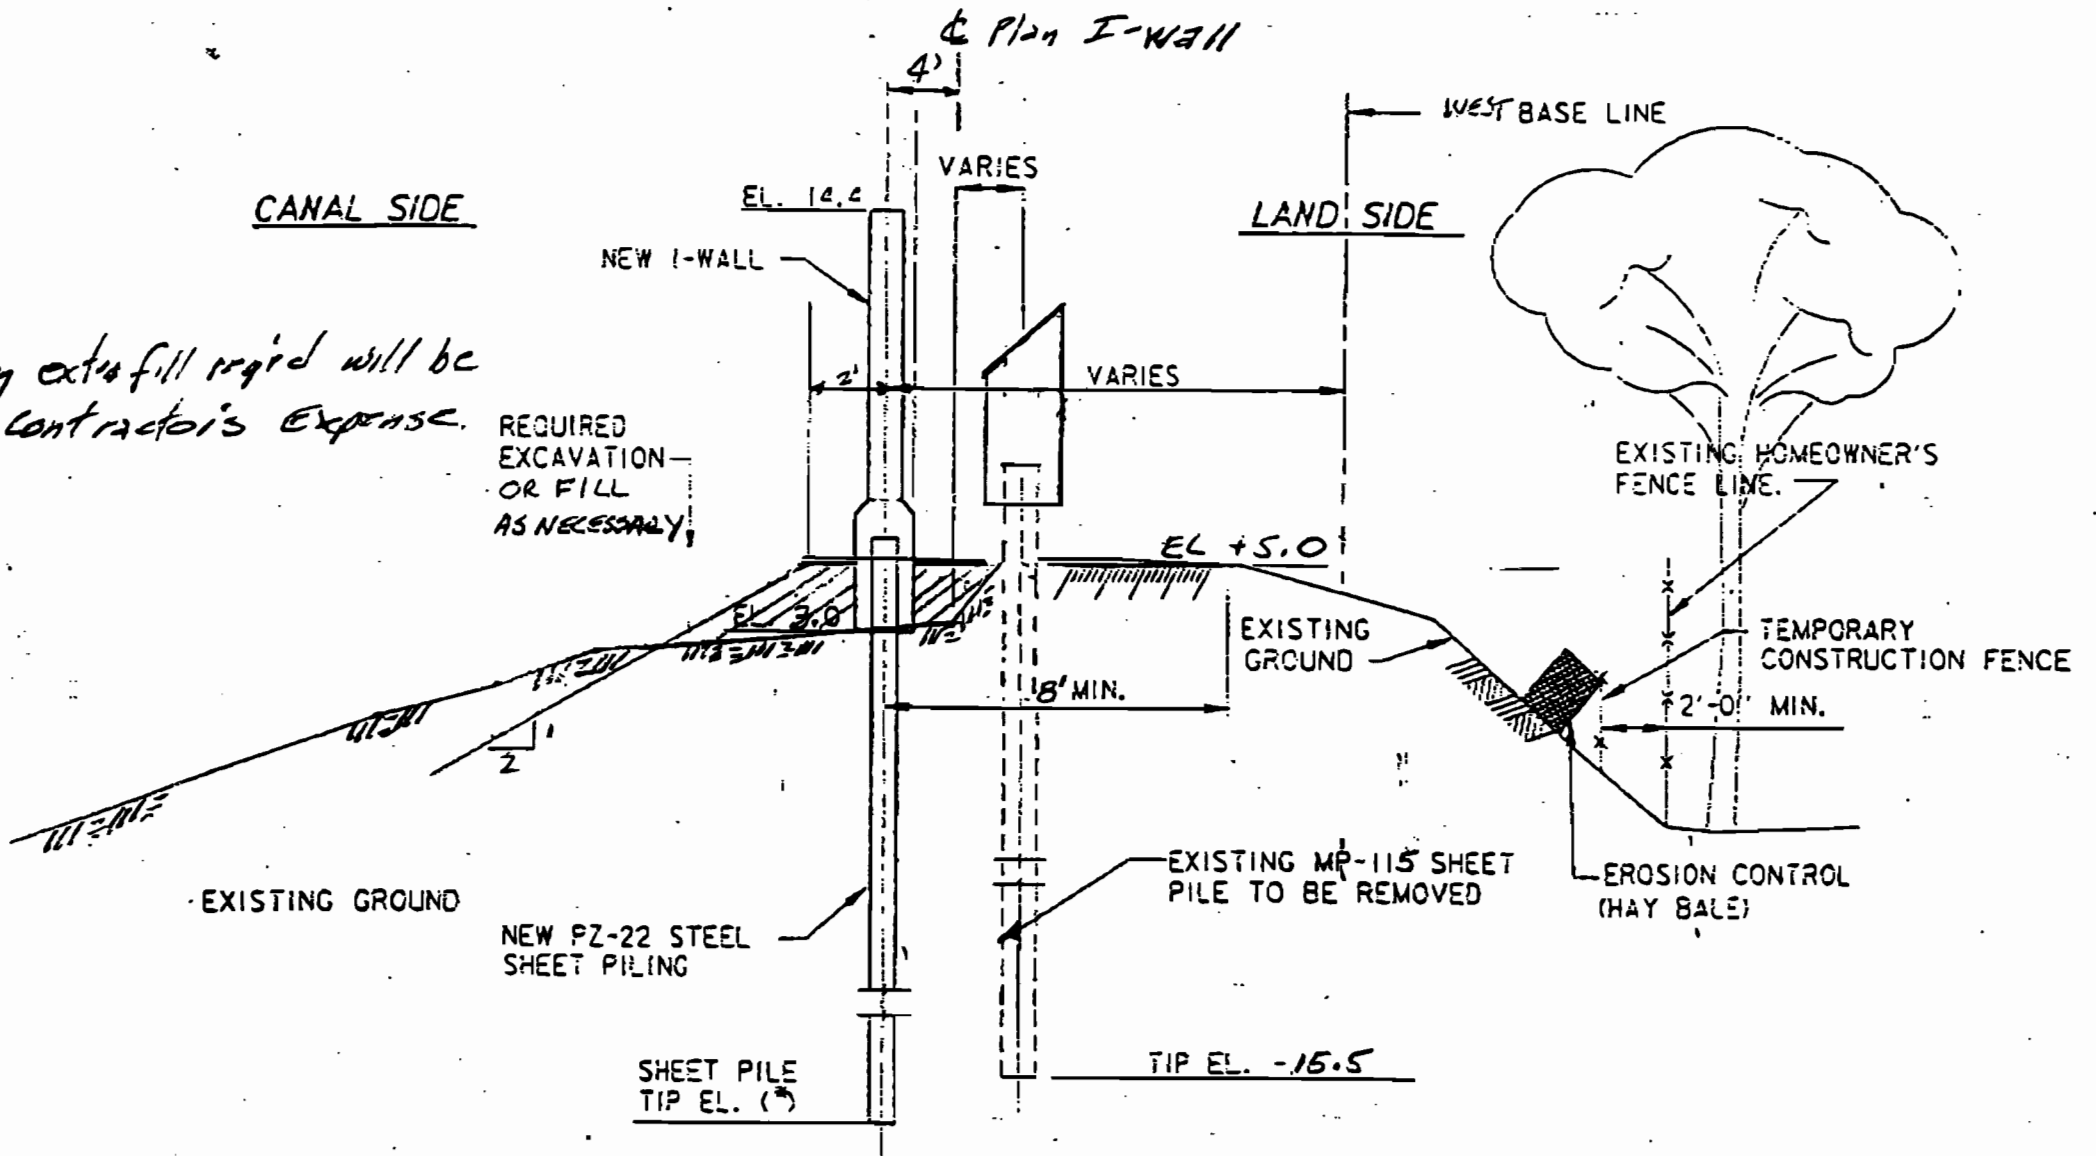 ℄ Plan I-Wall
4'
WEST BASE LINE
VARIES
CANAL SIDE
EL.
LAND SIDE
NEW I-WALL
extra fill req'd will be
contractor's Expense.
2'
VARIES
REQUIRED
EXCAVATION
OR FILL
AS NECESSARY
EXISTING HOMEOWNER'S
FENCE LINE.
EL +5.0
EL 3.0
EXISTING
GROUND
TEMPORARY
CONSTRUCTION FENCE
8' MIN.
2'-0" MIN.
1
2
EXISTING GROUND
EXISTING MP-115 SHEET
PILE TO BE REMOVED
EROSION CONTROL
(HAY BALE)
NEW PZ-22 STEEL
SHEET PILING
SHEET PILE
TIP EL. (*)
TIP EL. -15.5